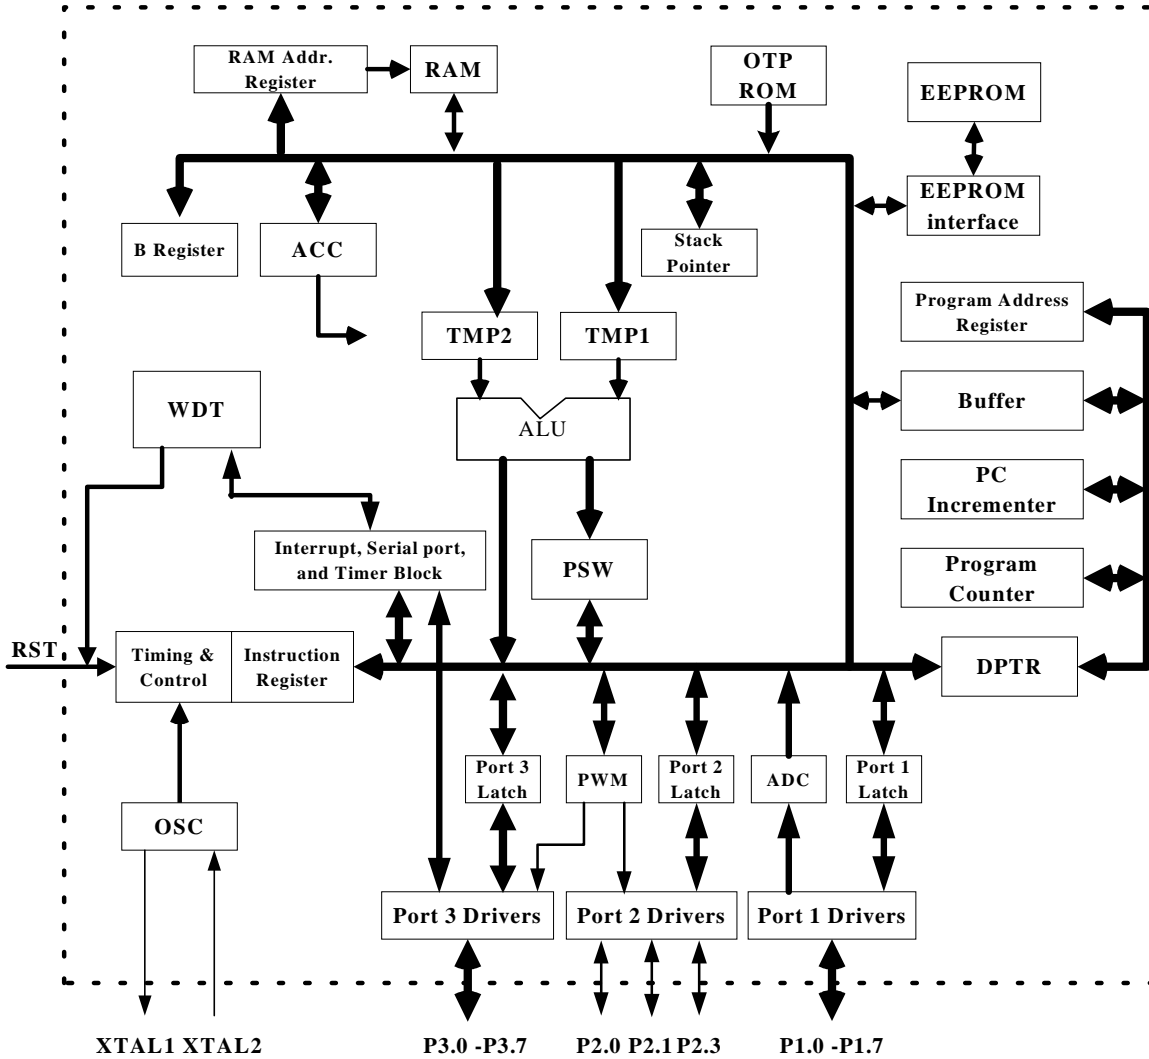 RAM Addr.
Register
RAM
OTP
ROM
EEPROM
B Register
ACC
Stack
Pointer
EEPROM
interface
TMP2
TMP1
Program Address
Register
WDT
ALU
Buffer
PC
Incrementer
Interrupt, Serial port,
and Timer Block
PSW
Program
Counter
RST
Timing &
Control
Instruction
Register
DPTR
Port 3
Latch
PWM
Port 2
Latch
ADC
Port 1
Latch
OSC
Port 3 Drivers
Port 2 Drivers
Port 1 Drivers
XTAL1 XTAL2
P3.0 -P3.7
P2.0 P2.1 P2.3
P1.0 -P1.7